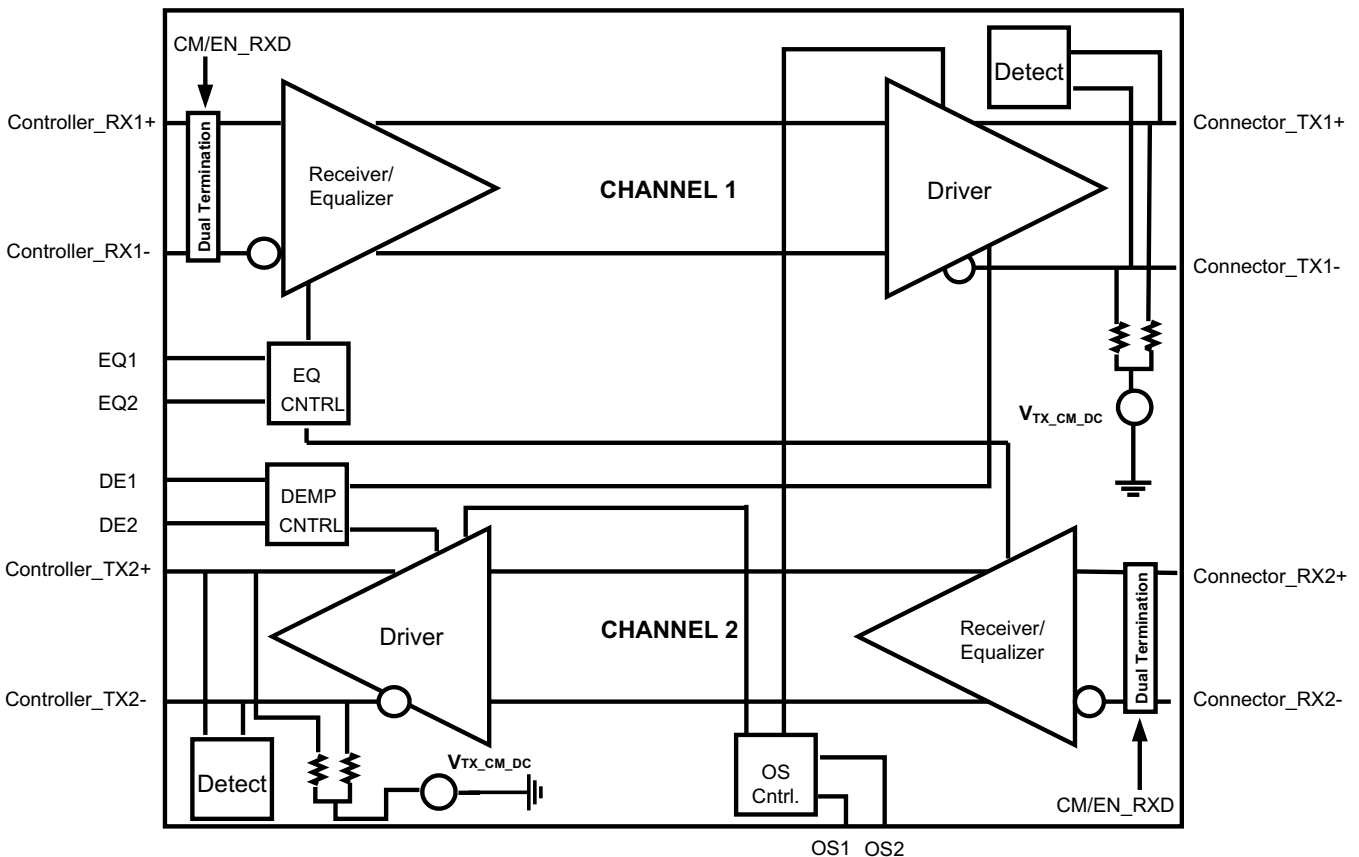 CM/EN_RXD
Detect
Controller_RX1+
Connector_TX1+
Dual Termination
Receiver/
Equalizer
CHANNEL 1
Driver
Controller_RX1-
Connector_TX1-
EQ1
EQ
CNTRL
EQ2
VTX_CM_DC
DE1
DEMP
CNTRL
DE2
Controller_TX2+
Connector_RX2+
Driver
CHANNEL 2
Receiver/
Equalizer
Dual Termination
Controller_TX2-
Connector_RX2-
Detect
VTX_CM_DC
OS
Cntrl.
CM/EN_RXD
OS1 OS2